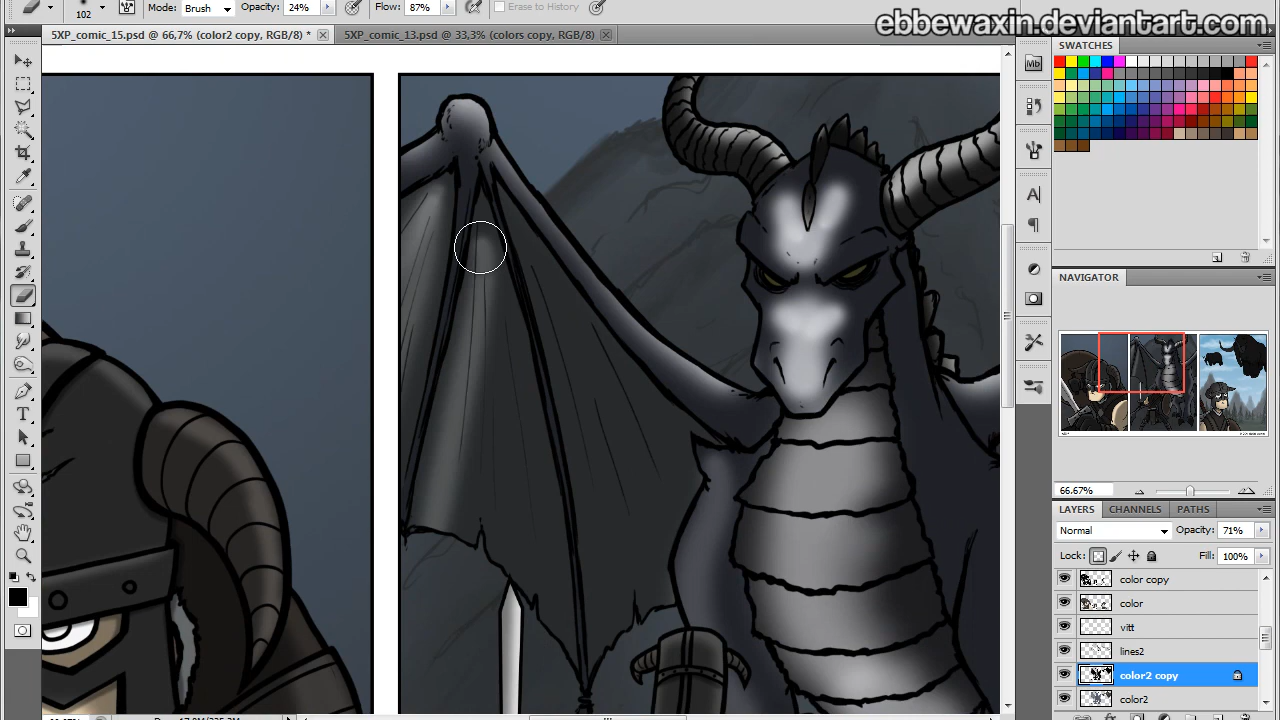 102
Mode: Brush
Opacity: 24%
Flow: 87%
Erase to History
ebbewaxin.deviantart.com
5XP_comic_15.psd @ 66,7% (color2 copy, RGB/8) * ×
5XP_comic_13.psd @ 33,3% (colors copy, RGB/8) ×
SWATCHES
Mb
A
T
NAVIGATOR
66.67%
LAYERS CHANNELS PATHS
Normal
Opacity: 71%
Lock:
Fill: 100%
color copy
color
vitt
lines2
color2 copy
color2